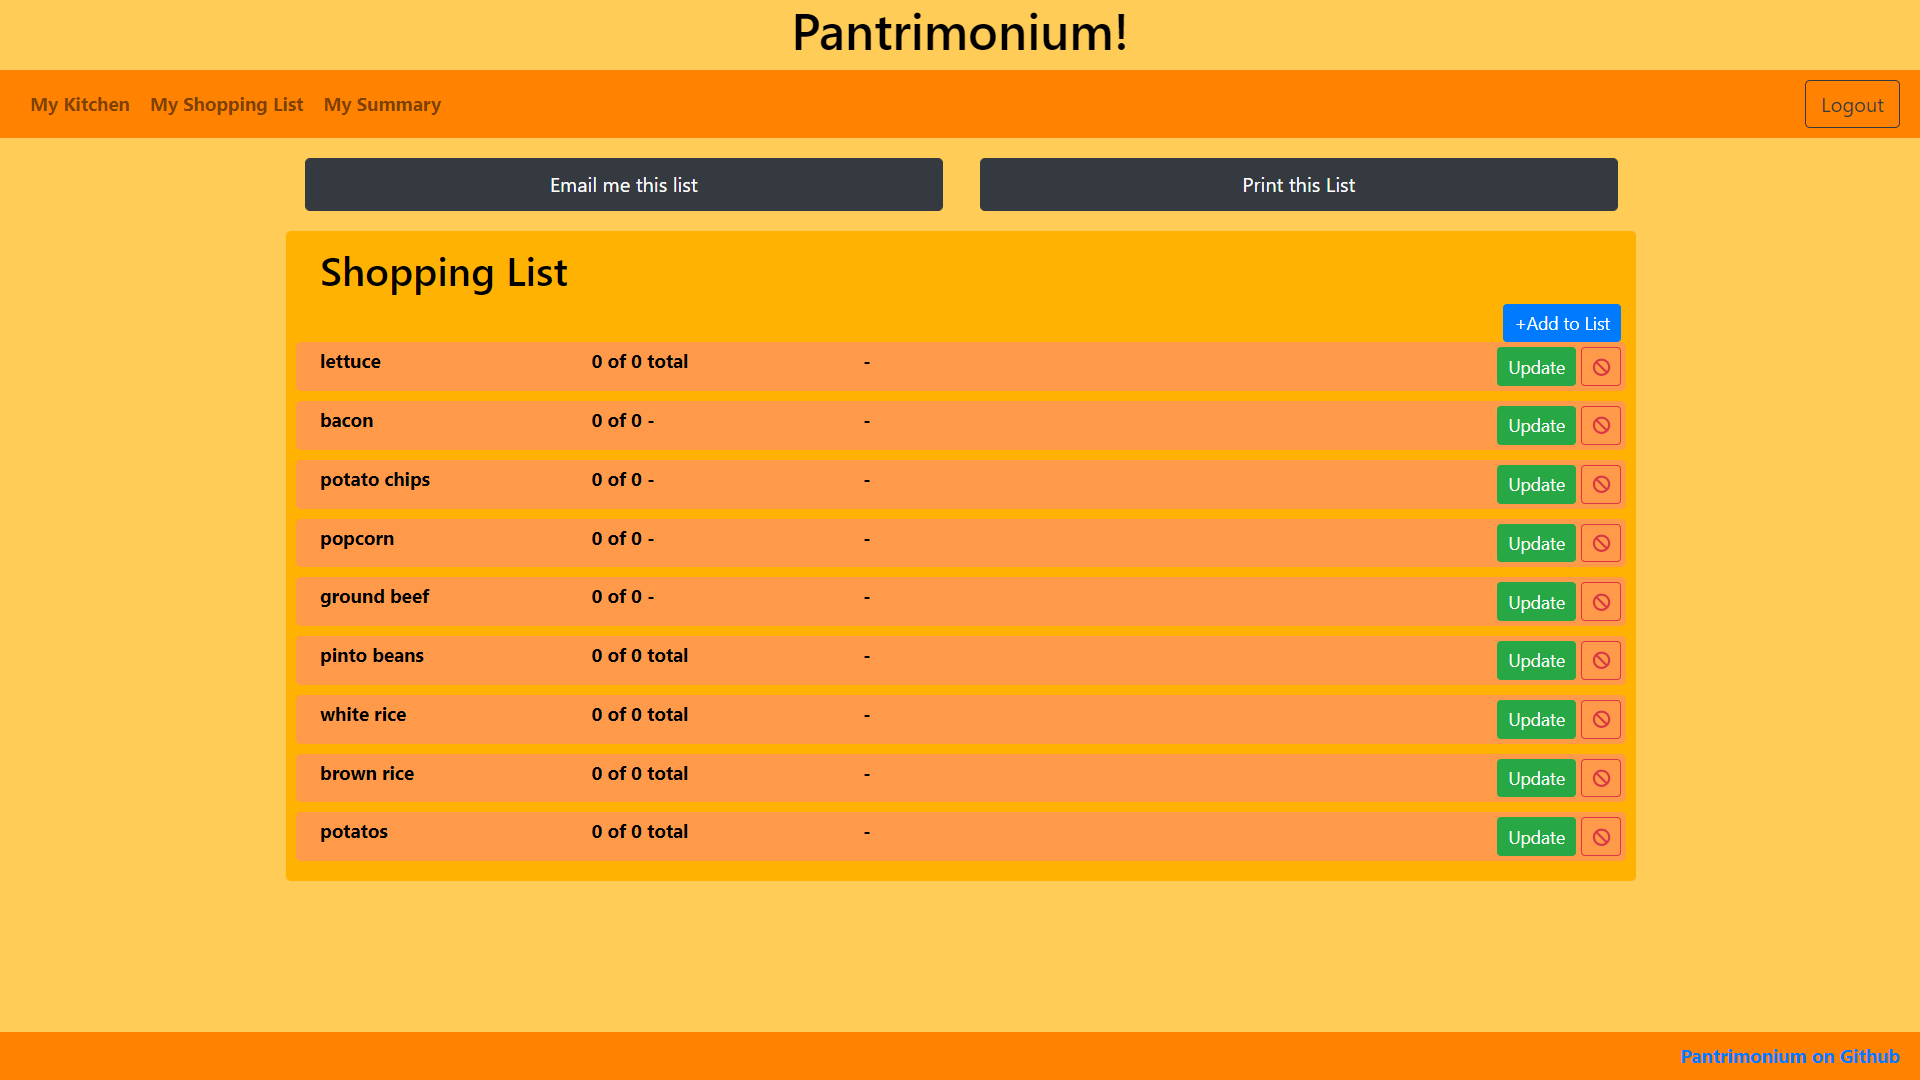 Pantrimonium!
My Kitchen My Shopping List My Summary Logout
Email me this list Print this List
Shopping List
+Add to List
lettuce 0 of 0 total - Update
bacon 0 of 0 - - Update
potato chips 0 of 0 - - Update
popcorn 0 of 0 - - Update
ground beef 0 of 0 - - Update
pinto beans 0 of 0 total - Update
white rice 0 of 0 total - Update
brown rice 0 of 0 total - Update
potatos 0 of 0 total - Update
Pantrimonium on Github